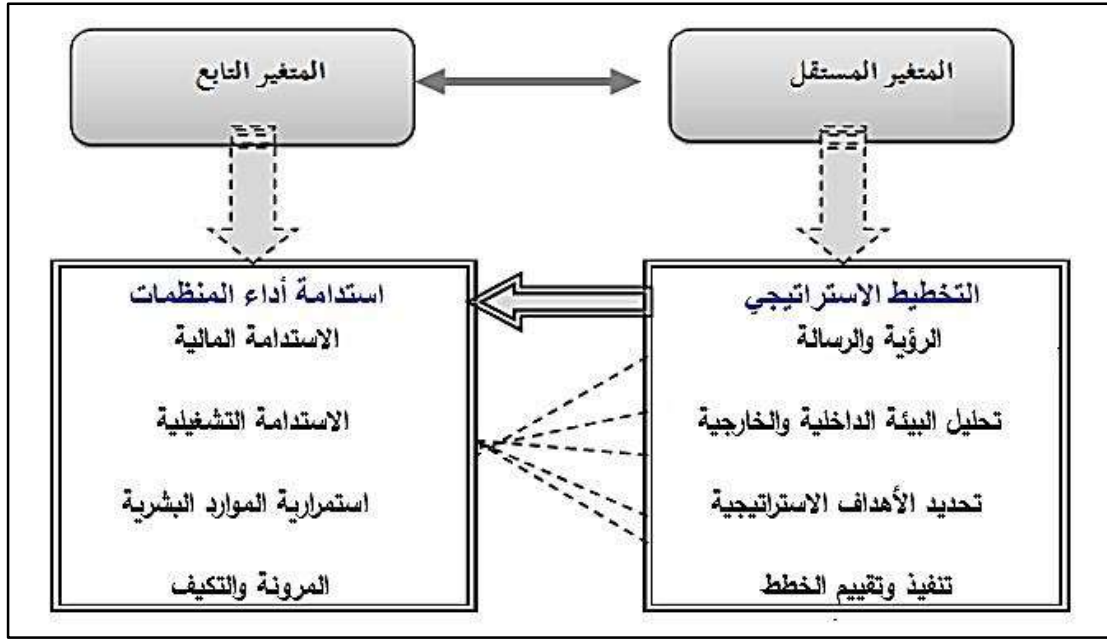 المتغير المستقل
المتغير التابع
التخطيط الاستراتيجي
الرؤية والرسالة
تحليل البيئة الداخلية والخارجية
تحديد الأهداف الاستراتيجية
تنفيذ وتقييم الخطط
استدامة أداء المنظمات
الاستدامة المالية
الاستدامة التشغيلية
استمرارية الموارد البشرية
المرونة والتكيف